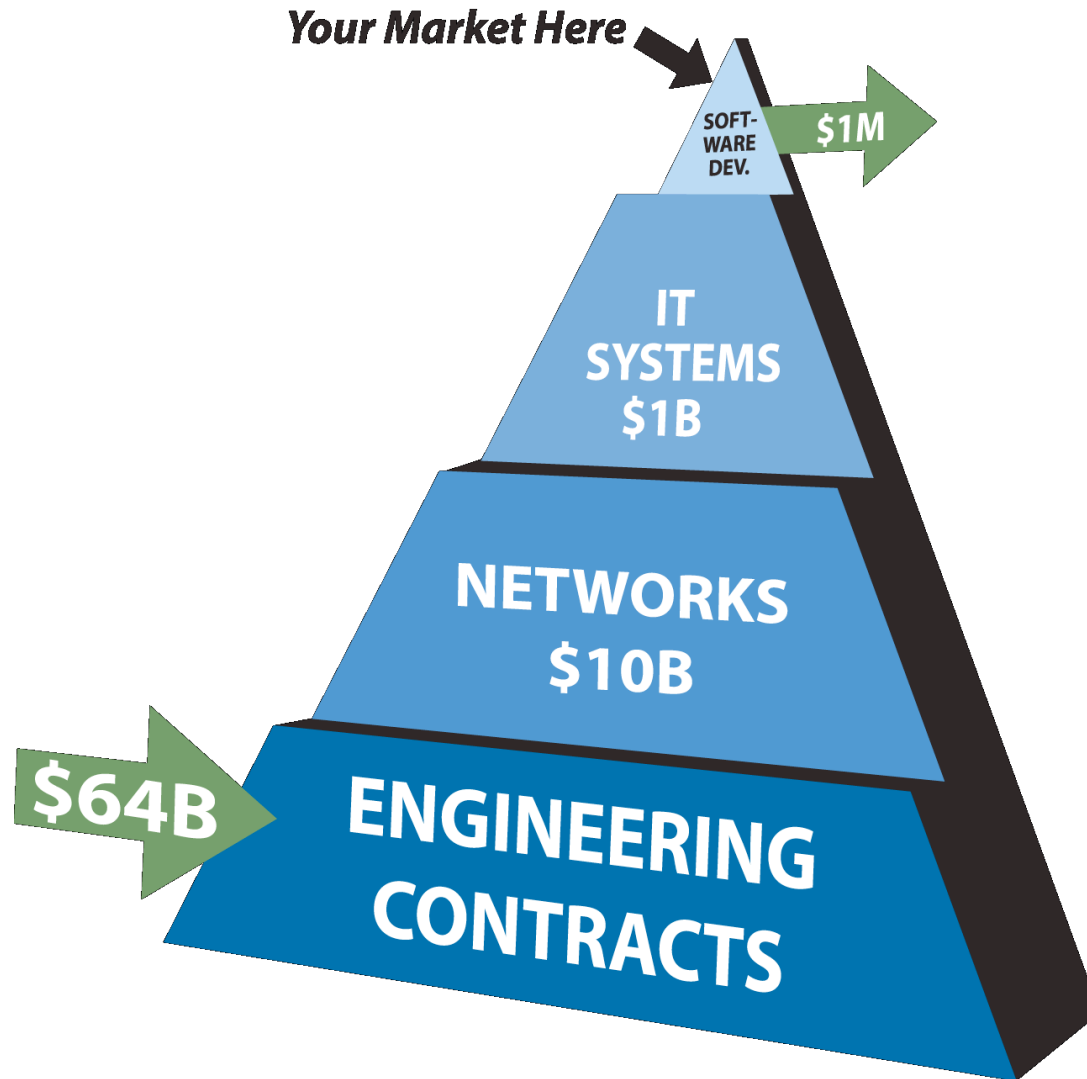 Your Market Here
SOFT-
WARE
DEV.
$1M
IT
SYSTEMS
$1B
NETWORKS
$10B
$64B
ENGINEERING
CONTRACTS